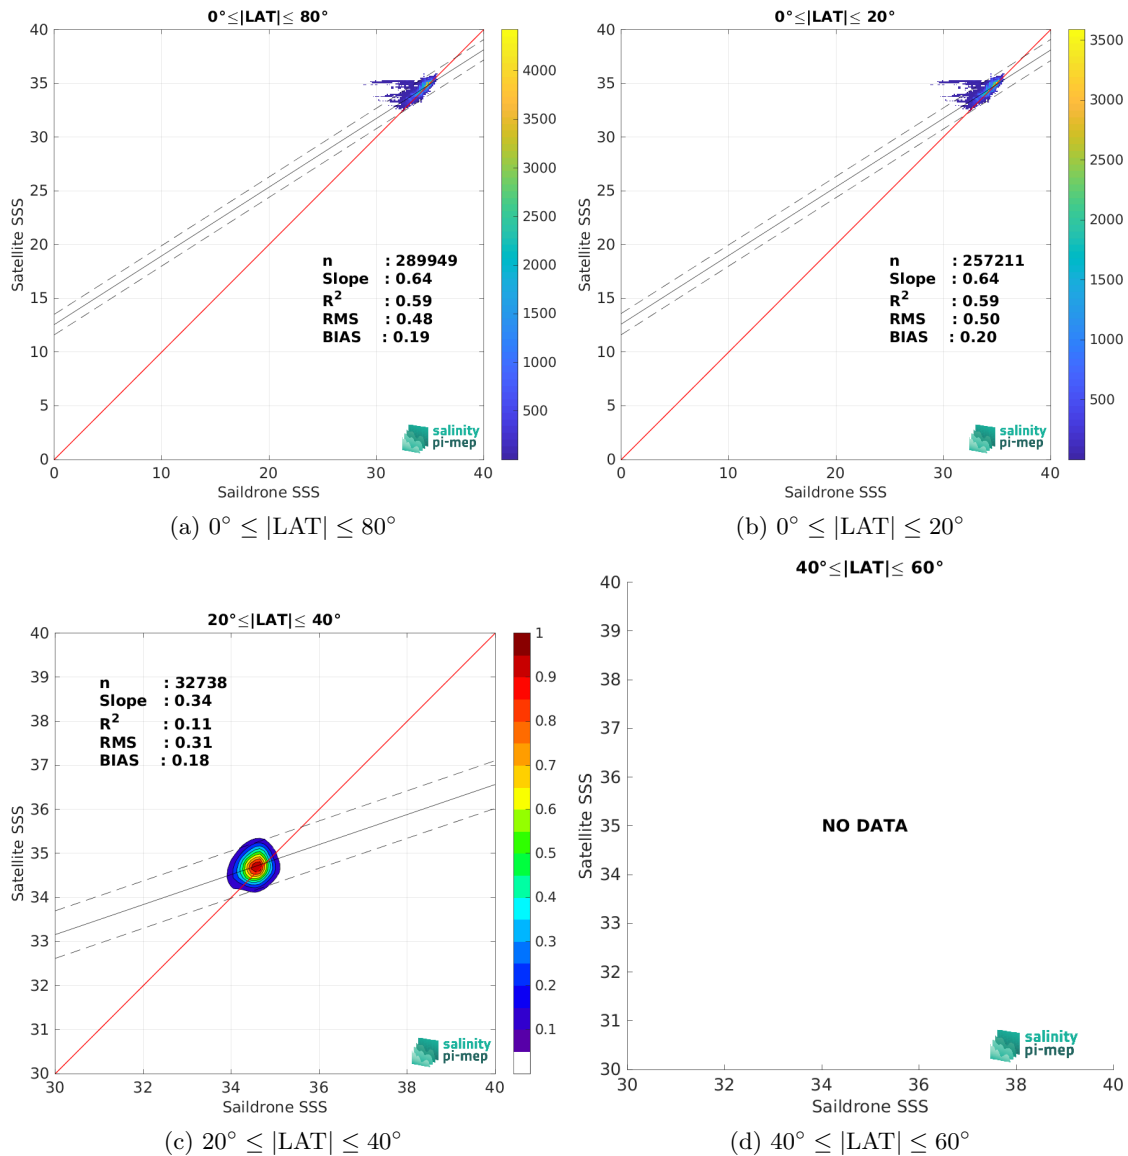 0°≤|LAT|≤ 80°
40
35
30
25
20
15
10
5
0
Satellite SSS
n : 289949
Slope : 0.64
R² : 0.59
RMS : 0.48
BIAS : 0.19
salinity
pi-mep
0 10 20 30 40
Saildrone SSS
4000
3500
3000
2500
2000
1500
1000
500
(a) 0° ≤ |LAT| ≤ 80°
0°≤|LAT|≤ 20°
40
35
30
25
20
15
10
5
0
Satellite SSS
n : 257211
Slope : 0.64
R² : 0.59
RMS : 0.50
BIAS : 0.20
salinity
pi-mep
0 10 20 30 40
Saildrone SSS
3500
3000
2500
2000
1500
1000
500
(b) 0° ≤ |LAT| ≤ 20°
20°≤|LAT|≤ 40°
40
39
38
37
36
35
34
33
32
31
30
Satellite SSS
n : 32738
Slope : 0.34
R² : 0.11
RMS : 0.31
BIAS : 0.18
salinity
pi-mep
30 32 34 36 38 40
Saildrone SSS
1
0.9
0.8
0.7
0.6
0.5
0.4
0.3
0.2
0.1
(c) 20° ≤ |LAT| ≤ 40°
40°≤|LAT|≤ 60°
40
39
38
37
36
35
34
33
32
31
30
Satellite SSS
NO DATA
salinity
pi-mep
30 32 34 36 38 40
Saildrone SSS
(d) 40° ≤ |LAT| ≤ 60°